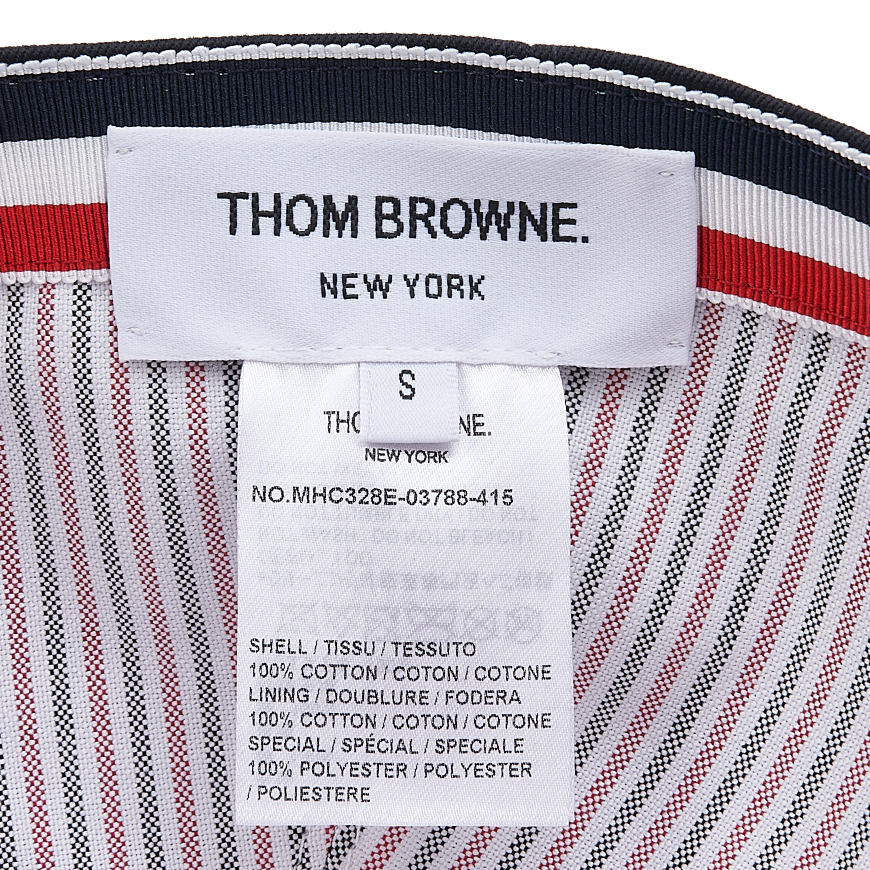 THOM BROWNE.
NEW YORK
S
THO NE.
NEW YORK
NO.MHC328E-03788-415
SHELL / TISSU / TESSUTO
100% COTTON / COTON / COTONE
LINING / DOUBLURE / FODERA
100% COTTON / COTON / COTONE
SPECIAL / SPÉCIAL / SPECIALE
100% POLYESTER / POLYESTER
/ POLIESTERE